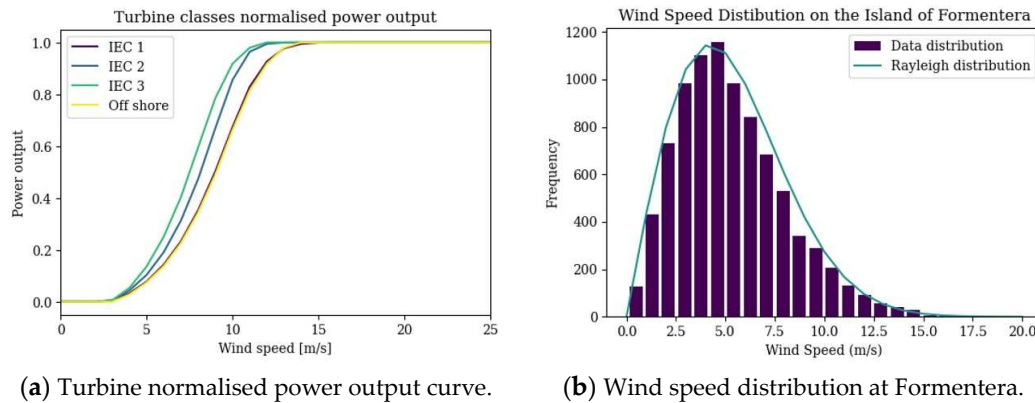 Turbine classes normalised power output
IEC 1
IEC 2
IEC 3
Off shore
Power output
1.0
0.8
0.6
0.4
0.2
0.0
0 5 10 15 20 25
Wind speed [m/s]
(a) Turbine normalised power output curve.
Wind Speed Distibution on the Island of Formentera
Data distribution
Rayleigh distribution
Frequency
1200
1000
800
600
400
200
0
0.0 2.5 5.0 7.5 10.0 12.5 15.0 17.5 20.0
Wind Speed (m/s)
(b) Wind speed distribution at Formentera.